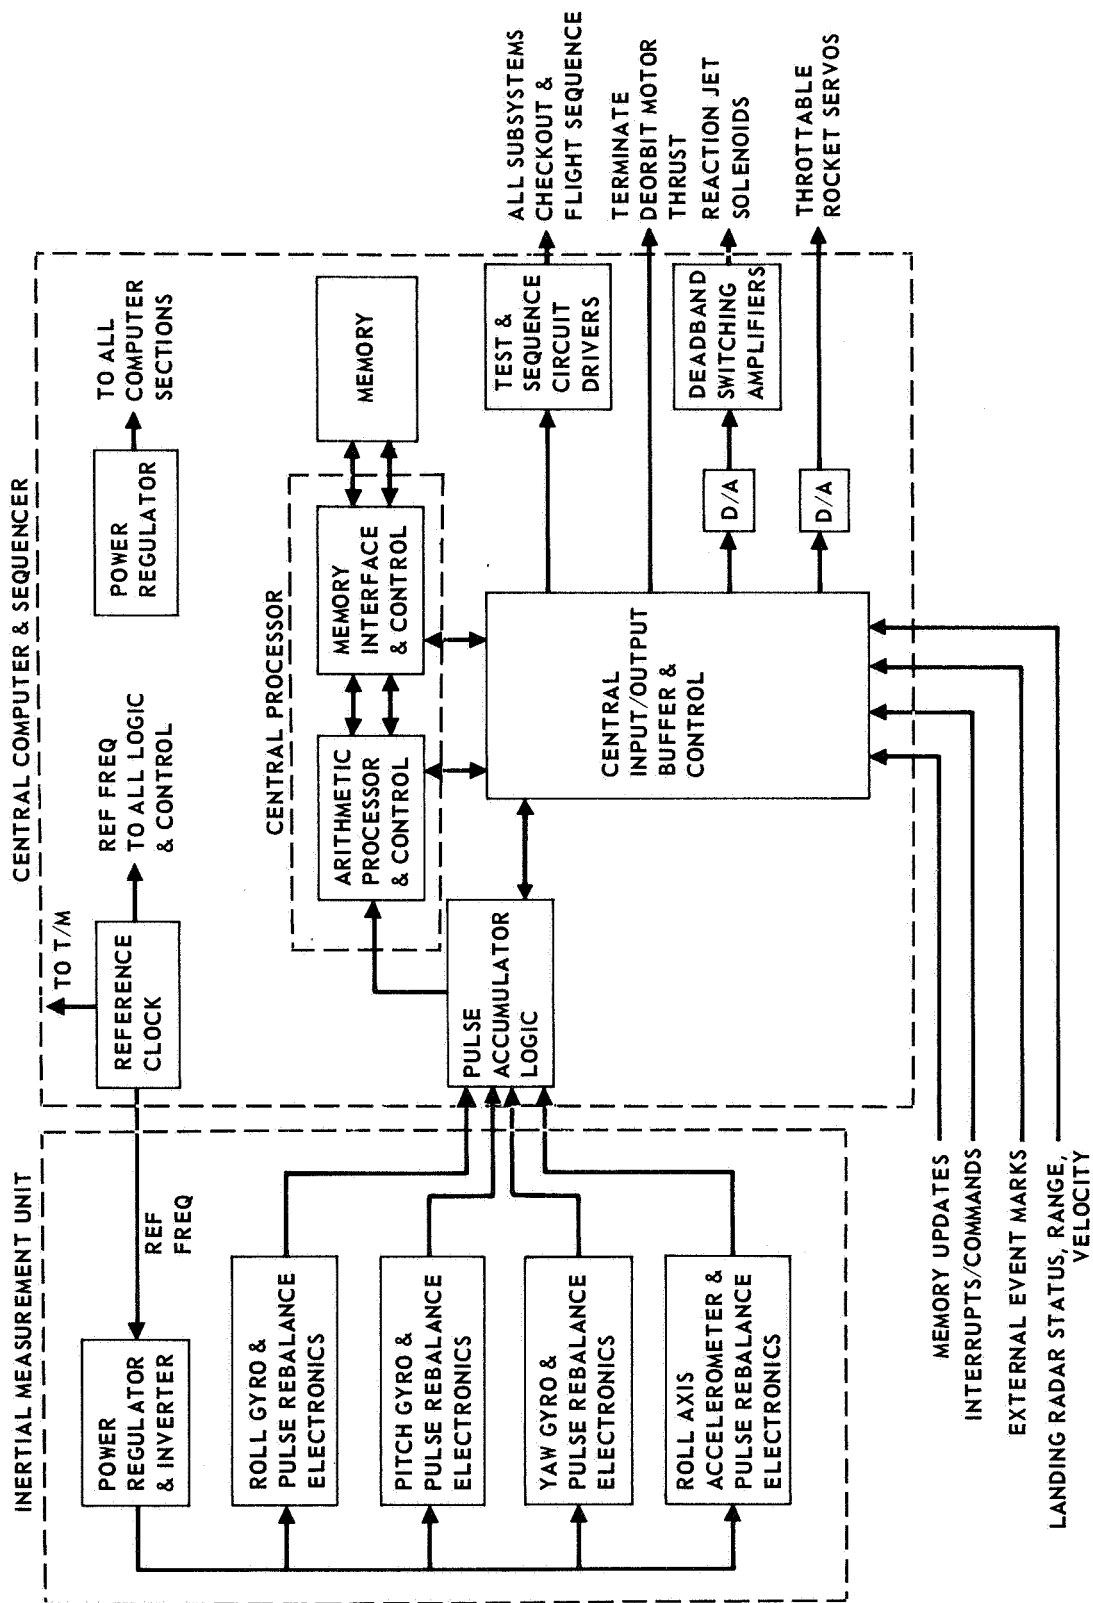 INERTIAL MEASUREMENT UNIT
POWER
REGULATOR
& INVERTER
REF
FREQ
ROLL GYRO &
PULSE REBALANCE
ELECTRONICS
PITCH GYRO &
PULSE REBALANCE
ELECTRONICS
YAW GYRO &
PULSE REBALANCE
ELECTRONICS
ROLL AXIS
ACCELEROMETER &
PULSE REBALANCE
ELECTRONICS
CENTRAL COMPUTER & SEQUENCER
TO T/M
REFERENCE
CLOCK
REF FREQ
TO ALL LOGIC
& CONTROL
POWER
REGULATOR
TO ALL
COMPUTER
SECTIONS
CENTRAL PROCESSOR
ARITHMETIC
PROCESSOR
& CONTROL
MEMORY
INTERFACE
& CONTROL
MEMORY
PULSE
ACCUMULATOR
LOGIC
CENTRAL
INPUT/OUTPUT
BUFFER &
CONTROL
TEST &
SEQUENCE
CIRCUIT
DRIVERS
D/A
DEADBAND
SWITCHING
AMPLIFIERS
D/A
ALL SUBSYSTEMS
CHECKOUT &
FLIGHT SEQUENCE
TERMINATE
DEORBIT MOTOR
THRUST
REACTION JET
SOLENOIDS
THROTTABLE
ROCKET SERVOS
MEMORY UPDATES
INTERRUPTS/COMMANDS
EXTERNAL EVENT MARKS
LANDING RADAR STATUS, RANGE,
VELOCITY